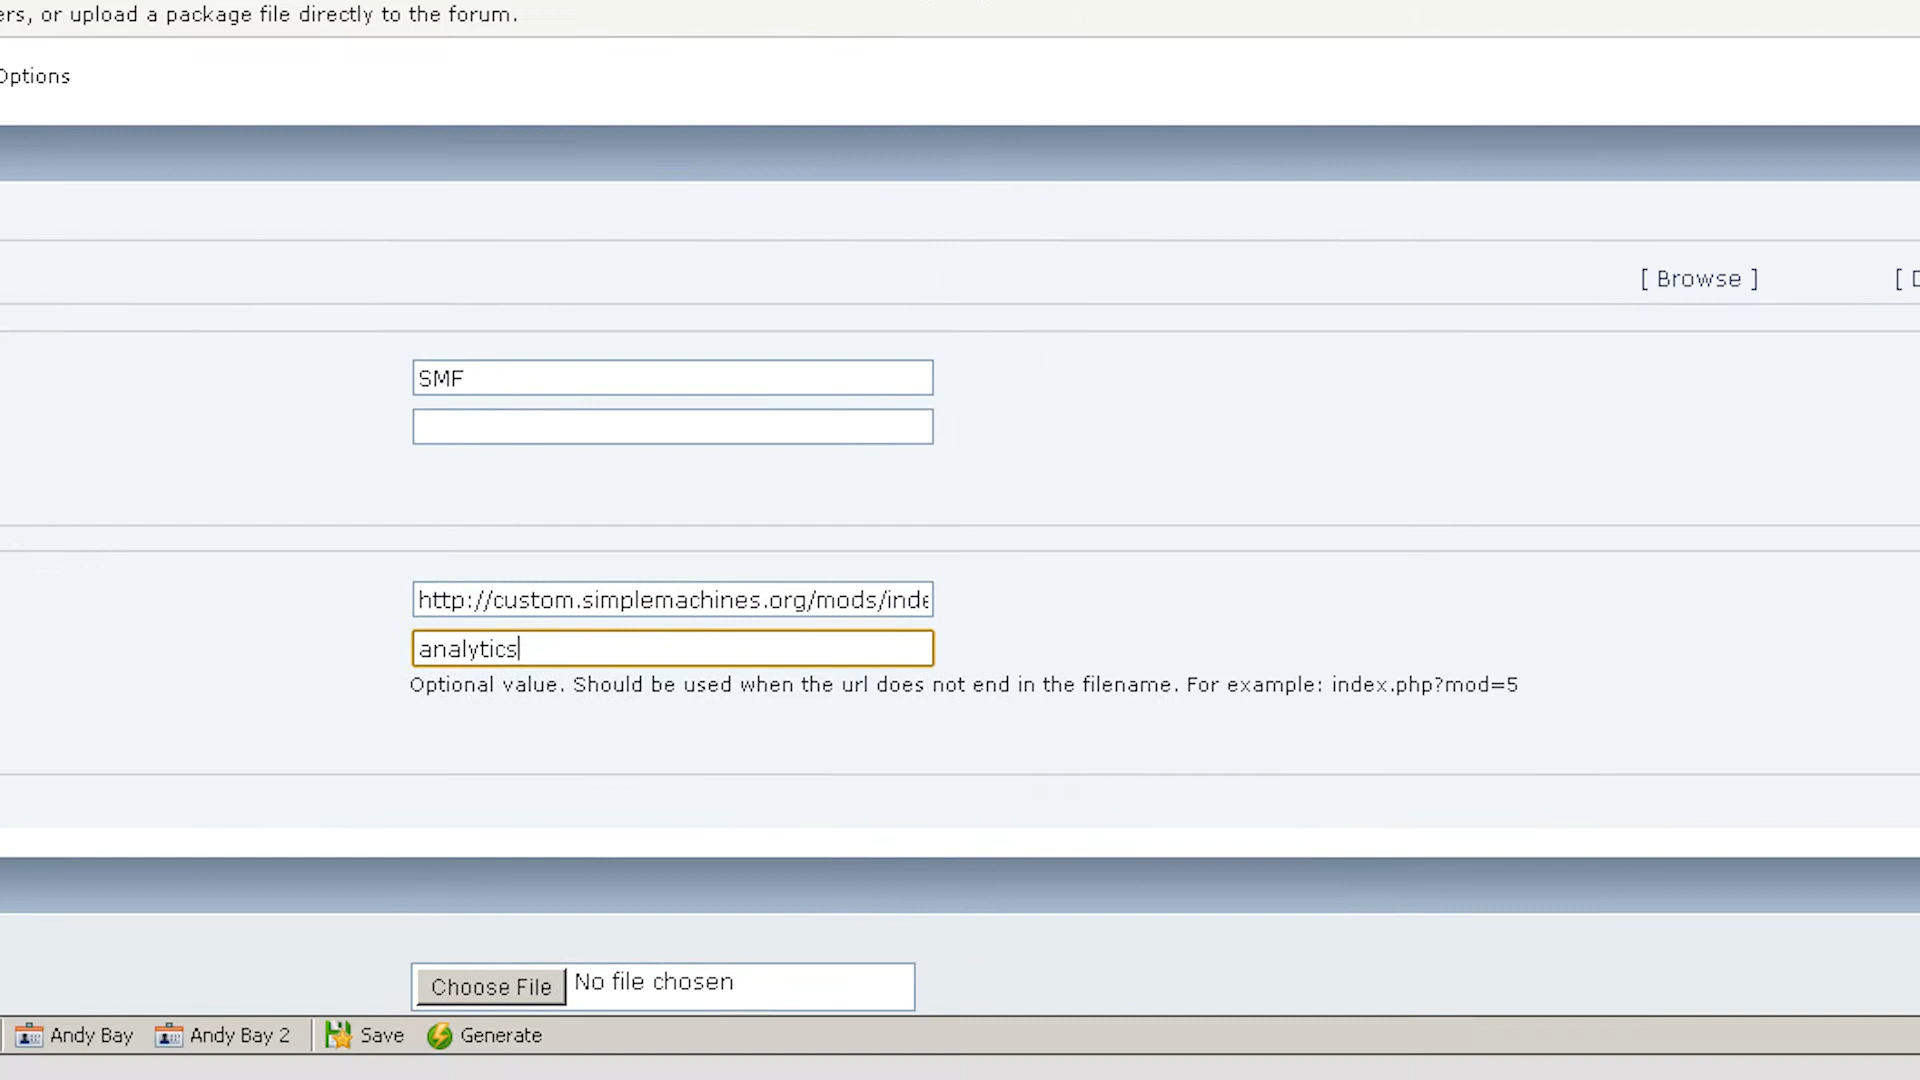 ers, or upload a package file directly to the forum.
Options
[ Browse ] [
SMF
http://custom.simplemachines.org/mods/inde
analytics
Optional value. Should be used when the url does not end in the filename. For example: index.php?mod=5
Choose File No file chosen
Andy Bay Andy Bay 2 Save Generate